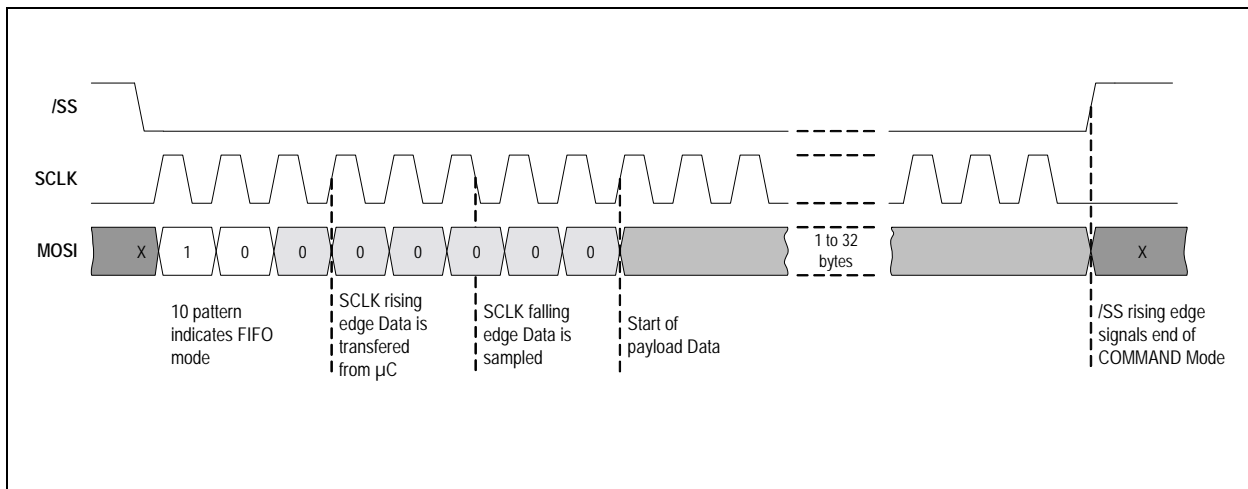 /SS
SCLK
MOSI
X 1 0 0 0 0 0 0 0 1 to 32 X
bytes
10 pattern
indicates FIFO
mode
SCLK rising
edge Data is
transfered
from µC
SCLK falling
edge Data is
sampled
Start of
payload Data
/SS rising edge
signals end of
COMMAND Mode